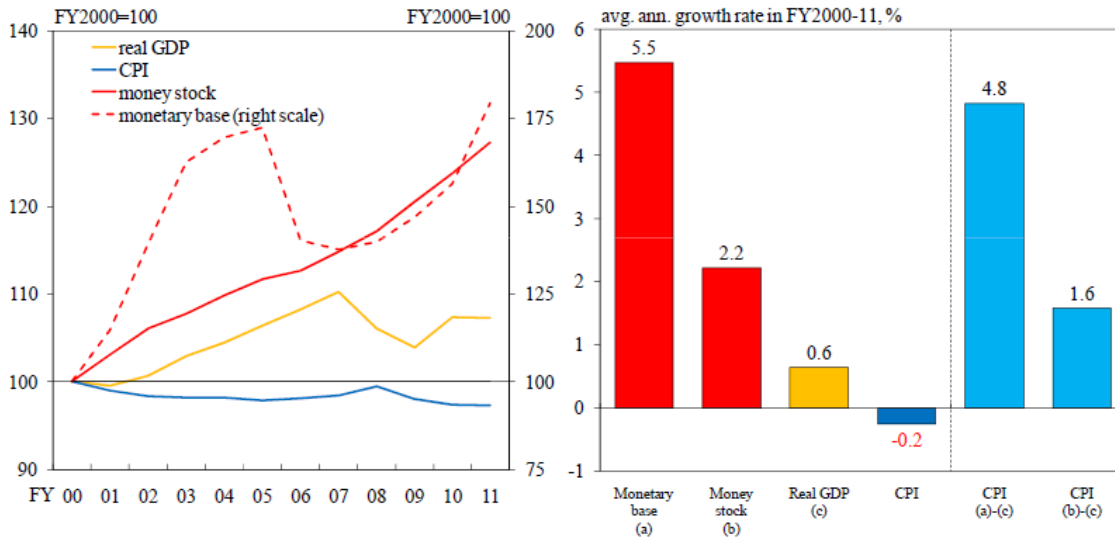 FY2000=100
FY2000=100
140
200
real GDP
CPI
money stock
monetary base (right scale)
130
175
120
150
110
125
100
100
90
75
FY 00 01 02 03 04 05 06 07 08 09 10 11
avg. ann. growth rate in FY2000-11, %
6
5
4
3
2
1
0
-1
5.5
2.2
0.6
-0.2
4.8
1.6
Monetary
base
(a)
Money
stock
(b)
Real GDP
(c)
CPI
CPI
(a)-(c)
CPI
(b)-(c)